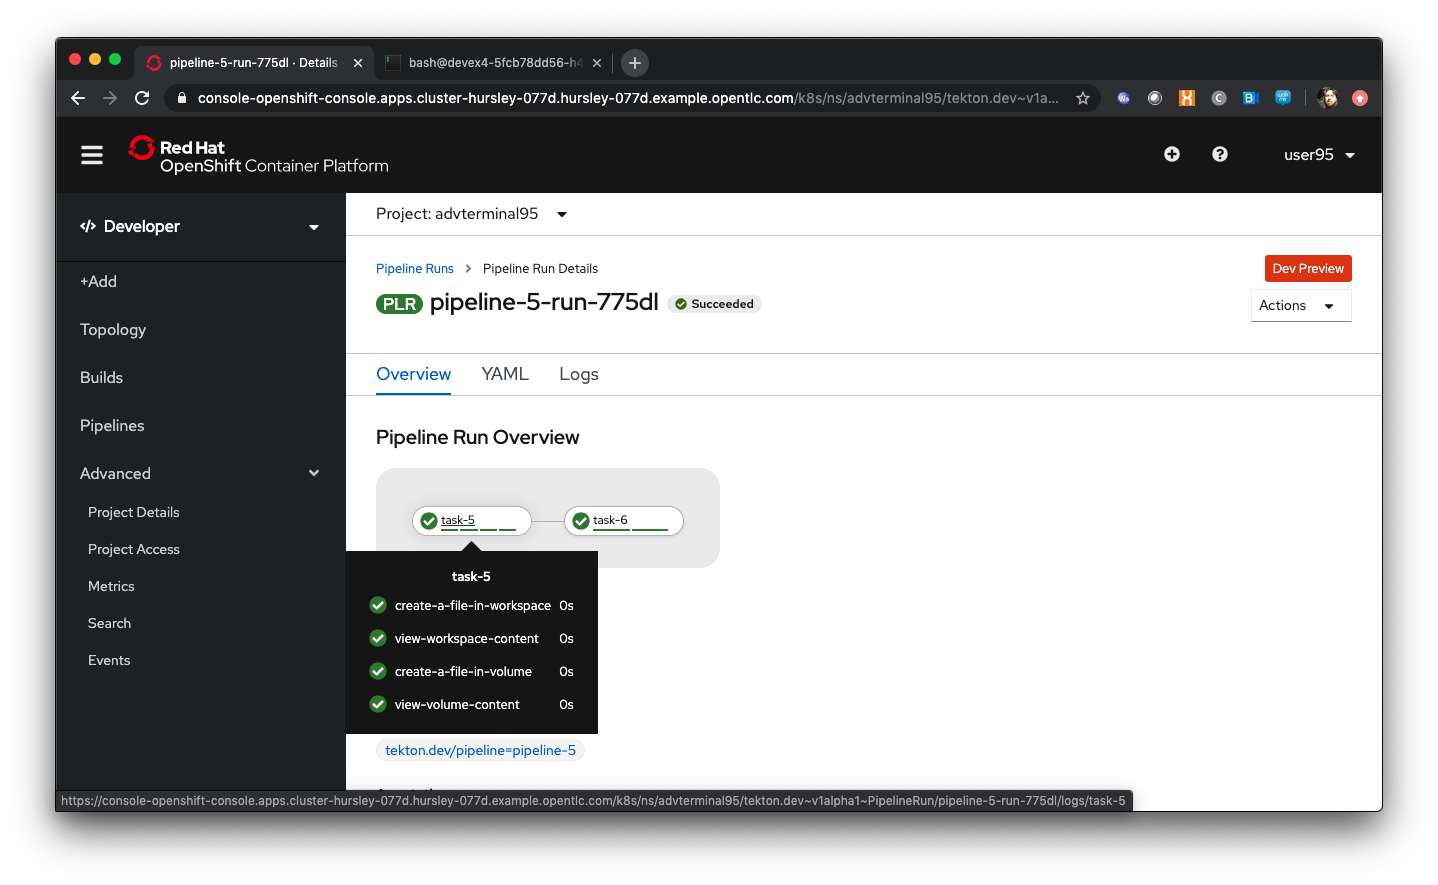 pipeline-5-run-775dl · Details
bash@devex4-5fcb78dd56-h4
console-openshift-console.apps.cluster-hursley-077d.hursley-077d.example.opentlc.com/k8s/ns/advterminal95/tekton.dev~v1a...
Red Hat
OpenShift Container Platform
user95
Developer
Project: advterminal95
+Add
Topology
Builds
Pipelines
Advanced
Project Details
Project Access
Metrics
Search
Events
Pipeline Runs > Pipeline Run Details
Dev Preview
PLR pipeline-5-run-775dl Succeeded
Actions
Overview YAML Logs
Pipeline Run Overview
task-5 task-6
task-5
create-a-file-in-workspace 0s
view-workspace-content 0s
create-a-file-in-volume 0s
view-volume-content 0s
tekton.dev/pipeline=pipeline-5
https://console-openshift-console.apps.cluster-hursley-077d.hursley-077d.example.opentlc.com/k8s/ns/advterminal95/tekton.dev~v1alpha1~PipelineRun/pipeline-5-run-775dl/logs/task-5